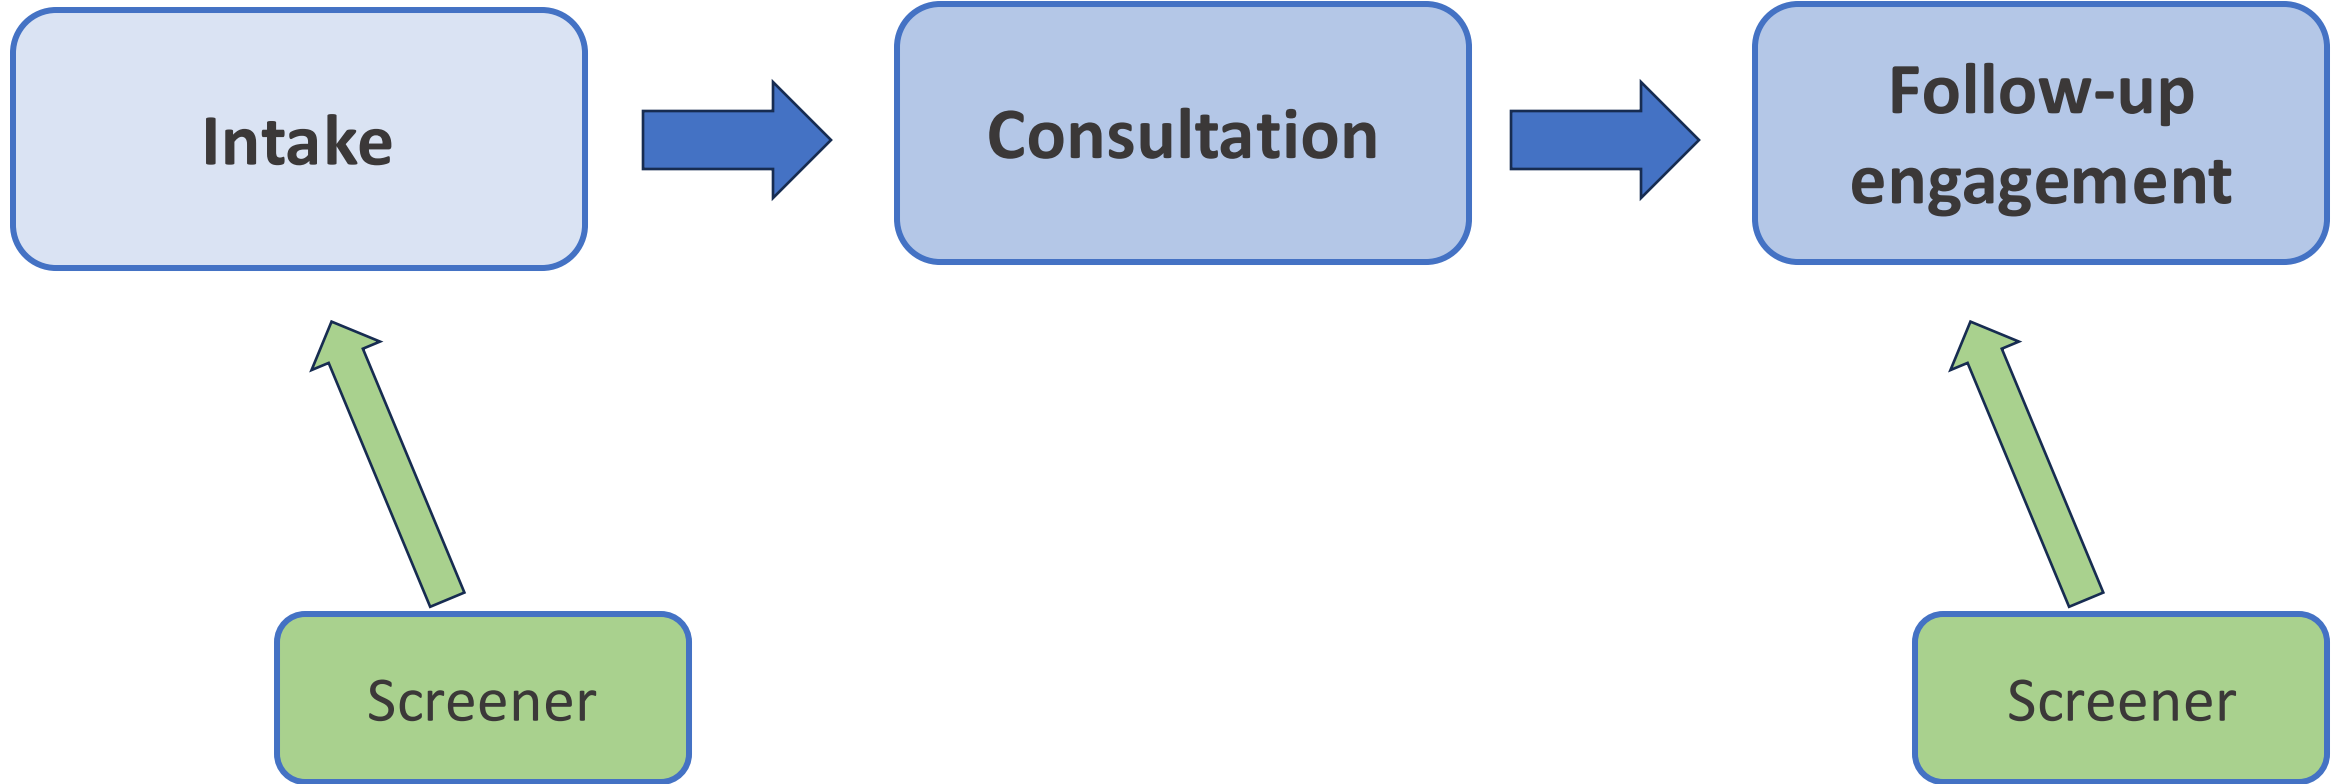 Intake
Consultation
Follow-up
engagement
Screener
Screener